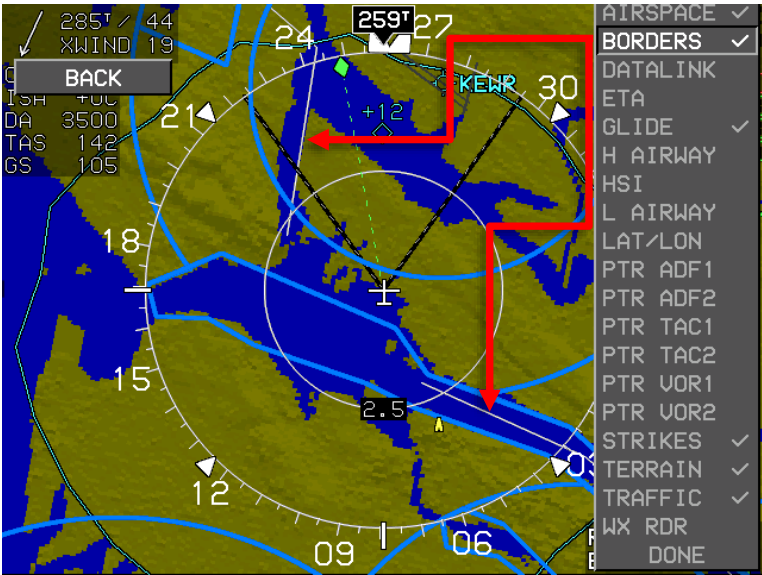 285T/ 44
XWIND 19
BACK
ISA +0C
DA 3500
TAS 142
GS 105
259T
24
27
30
21
18
15
12
09
06
03
KEWR
+12
2.5
AIRSPACE ✓
BORDERS ✓
DATALINK
ETA
GLIDE ✓
H AIRWAY
HSI
L AIRWAY
LAT/LON
PTR ADF1
PTR ADF2
PTR TAC1
PTR TAC2
PTR VOR1
PTR VOR2
STRIKES ✓
TERRAIN ✓
TRAFFIC ✓
WX RDR
DONE